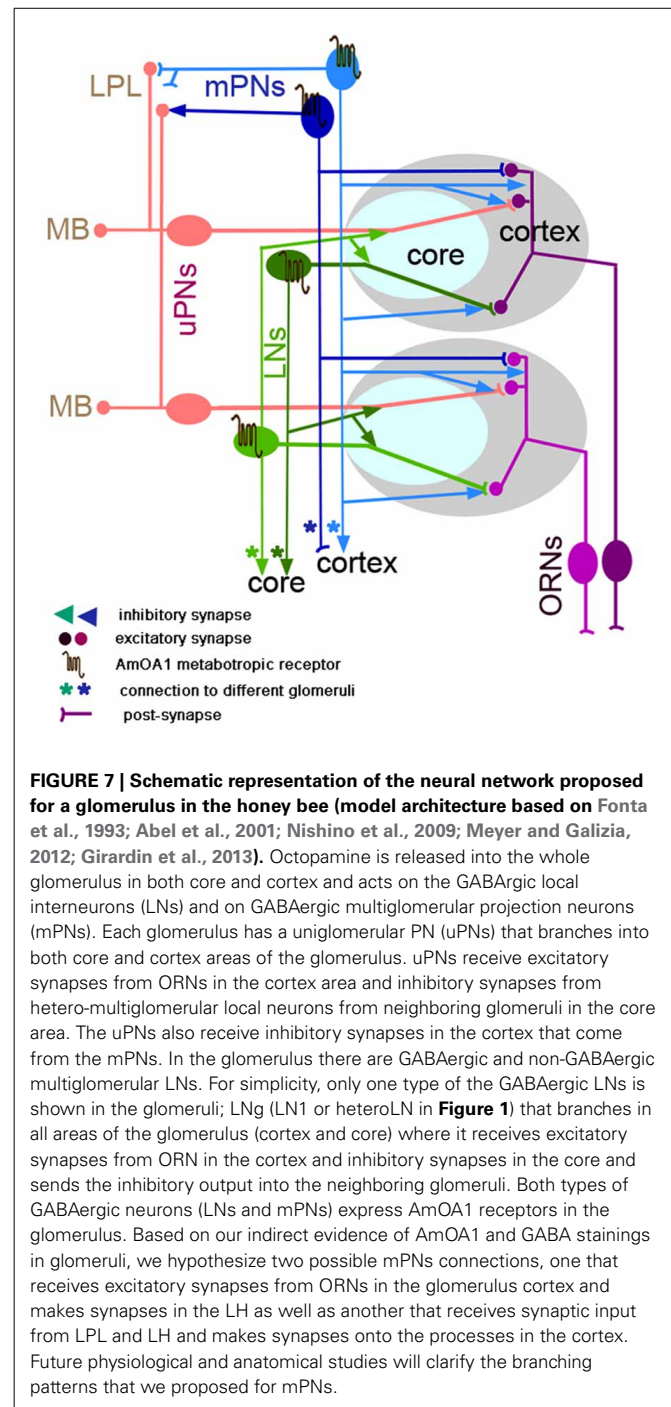 LPL
mPNs
MB
uPNs
core
cortex
LNs
MB
core
cortex
ORNs
inhibitory synapse
excitatory synapse
AmOA1 metabotropic receptor
** connection to different glomeruli
post-synapse
FIGURE 7 | Schematic representation of the neural network proposed
for a glomerulus in the honey bee (model architecture based on Fonta
et al., 1993; Abel et al., 2001; Nishino et al., 2009; Meyer and Galizia,
2012; Girardin et al., 2013). Octopamine is released into the whole
glomerulus in both core and cortex and acts on the GABArgic local
interneurons (LNs) and on GABAergic multiglomerular projection neurons
(mPNs). Each glomerulus has a uniglomerular PN (uPNs) that branches into
both core and cortex areas of the glomerulus. uPNs receive excitatory
synapses from ORNs in the cortex area and inhibitory synapses from
hetero-multiglomerular local neurons from neighboring glomeruli in the core
area. The uPNs also receive inhibitory synapses in the cortex that come
from the mPNs. In the glomerulus there are GABAergic and non-GABAergic
multiglomerular LNs. For simplicity, only one type of the GABAergic LNs is
shown in the glomeruli; LNg (LN1 or heteroLN in Figure 1) that branches in
all areas of the glomerulus (cortex and core) where it receives excitatory
synapses from ORN in the cortex and inhibitory synapses in the core and
sends the inhibitory output into the neighboring glomeruli. Both types of
GABAergic neurons (LNs and mPNs) express AmOA1 receptors in the
glomerulus. Based on our indirect evidence of AmOA1 and GABA stainings
in glomeruli, we hypothesize two possible mPNs connections, one that
receives excitatory synapses from ORNs in the glomerulus cortex and
makes synapses in the LH as well as another that receives synaptic input
from LPL and LH and makes synapses onto the processes in the cortex.
Future physiological and anatomical studies will clarify the branching
patterns that we proposed for mPNs.